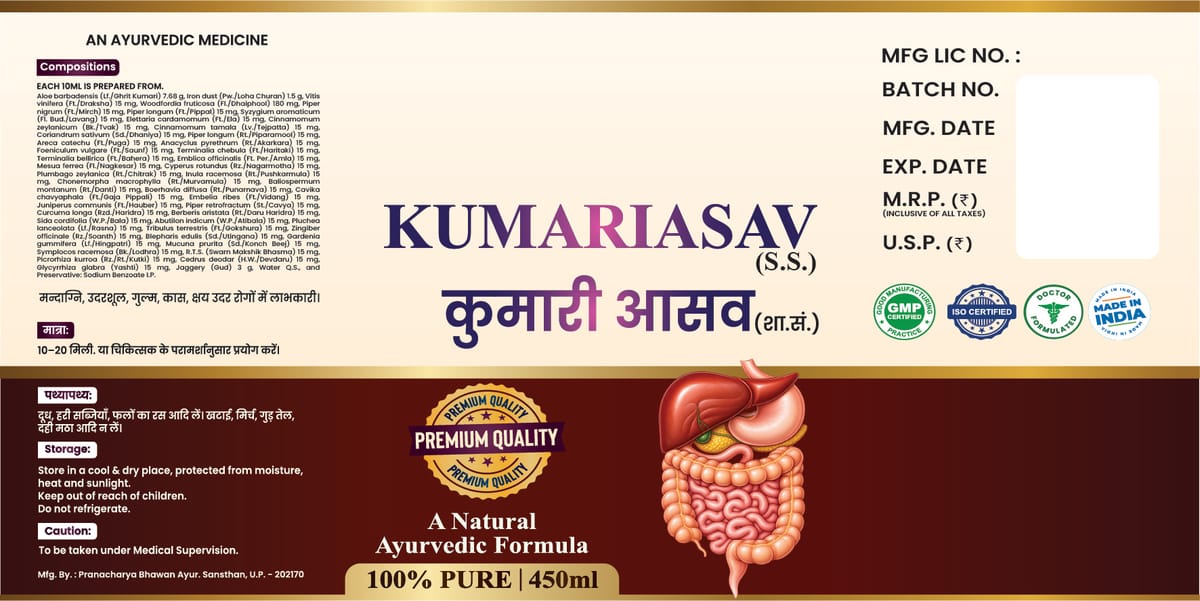 AN AYURVEDIC MEDICINE
Compositions
EACH 10ML IS PREPARED FROM.
Aloe barbadensis (Lf./Ghrit Kumari) 7.68 g, Iron dust (Pw./Loha Churan) 1.5 g, Vitis
vinifera (Ft./Draksha) 15 mg, Woodfordia fruticosa (Fl./Dhaiphool) 180 mg, Piper
nigrum (Ft./Mirch) 15 mg, Piper longum (Ft./Pippal) 15 mg, Syzygium aromaticum
(Fl. Bud./Lavang) 15 mg, Elettaria cardamomum (Ft./Ela) 15 mg, Cinnamomum
zeylanicum (Bk./Tvak) 15 mg, Cinnamomum tamala (Lv./Tejpatta) 15 mg,
Coriandrum sativum (Sd./Dhaniya) 15 mg, Piper longum (Rt./Piparamool) 15 mg,
Areca catechu (Ft./Puga) 15 mg, Anacyclus pyrethrum (Rt./Akarkara) 15 mg,
Foeniculum vulgare (Ft./Saunf) 15 mg, Terminalia chebula (Ft./Haritaki) 15 mg,
Terminalia bellirica (Ft./Bahera) 15 mg, Emblica officinalis (Ft. Per./Amla) 15 mg,
Mesua ferrea (Ft./Nagkesar) 15 mg, Cyperus rotundus (Rz./Nagarmotha) 15 mg,
Plumbago zeylanica (Rt./Chitrak) 15 mg, Inula racemosa (Rt./Pushkarmula) 15
mg, Chonemorpha macrophylla (Rt./Murvamula) 15 mg, Baliospermum
montanum (Rt./Danti) 15 mg, Boerhavia diffusa (Rt./Punarnava) 15 mg, Cavika
chavyaphala (Ft./Gaja Pippali) 15 mg, Embelia ribes (Ft./Vidang) 15 mg,
Juniperus communis (Ft./Hauber) 15 mg, Piper retrofractum (St./Cavya) 15 mg,
Curcuma longa (Rzd./Haridra) 15 mg, Berberis aristata (Rt./Daru Haridra) 15 mg,
Sida cordifolia (W.P./Bala) 15 mg, Abutilon indicum (W.P./Atibala) 15 mg, Pluchea
lanceolata (Lf./Rasna) 15 mg, Tribulus terrestris (Ft./Gokshura) 15 mg, Zingiber
officinale (Rz./Soanth) 15 mg, Blepharis edulis (Sd./Utingana) 15 mg, Gardenia
gummifera (Lf./Hingpatri) 15 mg, Mucuna prurita (Sd./Konch Beej) 15 mg,
Symplocos racemosa (Bk./Lodhra) 15 mg, R.T.S. (Swarn Makshik Bhasma) 15 mg,
Picrorhiza kurroa (Rz./Rt./Kutki) 15 mg, Cedrus deodar (H.W./Devdaru) 15 mg,
Glycyrrhiza glabra (Yashti) 15 mg, Jaggery (Gud) 3 g, Water Q.S., and
Preservative: Sodium Benzoate I.P.
मन्दाग्नि, उदरशूल, गुल्म, कास, क्षय उदर रोगों में लाभकारी।
मात्रा:
10–20 मिली. या चिकित्सक के परामर्शानुसार प्रयोग करें।
पथ्यापथ्य:
दूध, हरी सब्जियाँ, फलों का रस आदि लें। खटाई, मिर्च, गुड़ तेल,
दही मठा आदि न लें।
Storage:
Store in a cool & dry place, protected from moisture,
heat and sunlight.
Keep out of reach of children.
Do not refrigerate.
Caution:
To be taken under Medical Supervision.
Mfg. By. : Pranacharya Bhawan Ayur. Sansthan, U.P. - 202170
KUMARIASAV
(S.S.)
कुमारी आसव (शा.सं.)
PREMIUM QUALITY
PREMIUM QUALITY
PREMIUM QUALITY
A Natural
Ayurvedic Formula
100% PURE | 450ml
MFG LIC NO. :
BATCH NO.
MFG. DATE
EXP. DATE
M.R.P. (₹)
(INCLUSIVE OF ALL TAXES)
U.S.P. (₹)
GOOD MANUFACTURING
GMP
CERTIFIED
PRACTICE
ISO CERTIFIED
DOCTOR
FORMULATED
MADE IN INDIA
MADE IN
INDIA
MADE IN INDIA